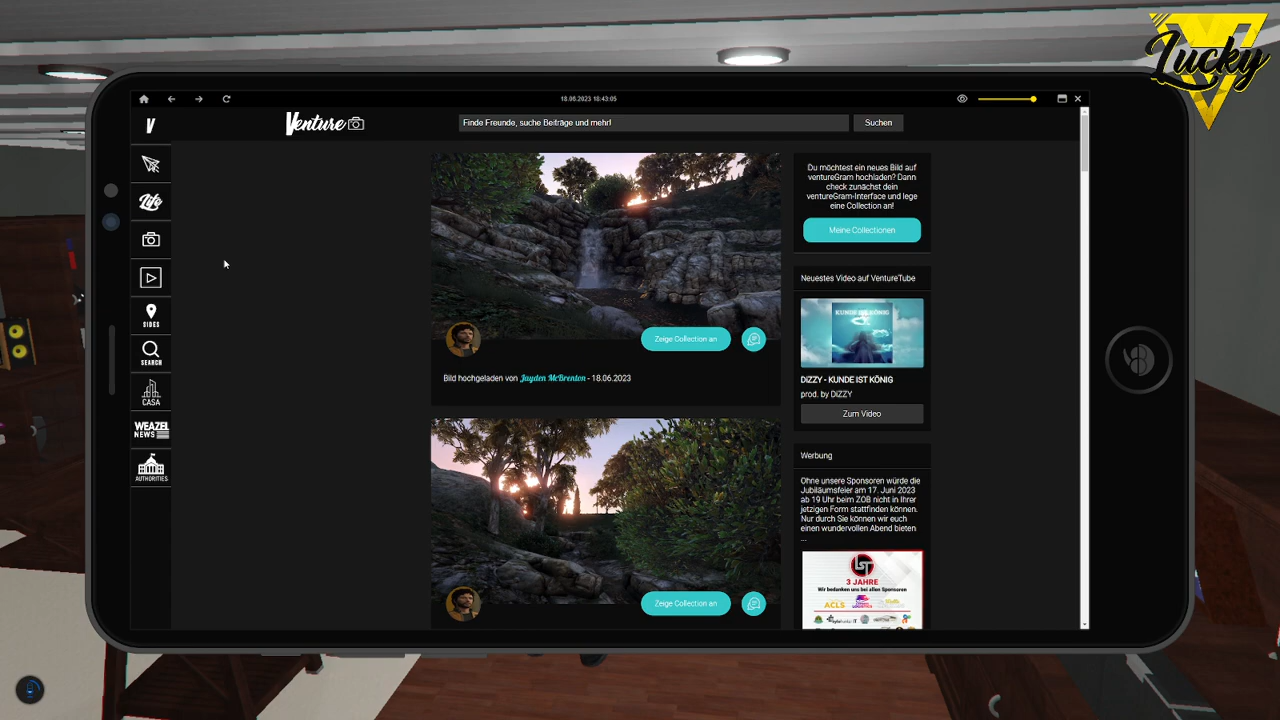 Lucky
18.06.2023 18:43:05
V
Venture
Finde Freunde, suche Beiträge und mehr!
Suchen
Life
SIDES
SEARCH
CASA
WEAZEL
NEWS
AUTHORITIES
Zeige Collection an
Bild hochgeladen von Jayden McBrenton - 18.06.2023
Zeige Collection an
Du möchtest ein neues Bild auf
ventureGram hochladen? Dann
check zunächst dein
ventureGram-Interface und lege
eine Collection an!
Meine Collectionen
Neuestes Video auf VentureTube
KUNDE IST KÖNIG
DIZZY - KUNDE IST KÖNIG
prod. by DIZZY
Zum Video
Werbung
Ohne unsere Sponsoren würde die
Jubiläumsfeier am 17. Juni 2023
ab 19 Uhr beim ZOB nicht in Ihrer
jetzigen Form stattfinden können.
Nur durch Sie können wir euch
einen wundervollen Abend bieten
...
LST
3 JAHRE
Wir bedanken uns bei allen Sponsoren
ACLS